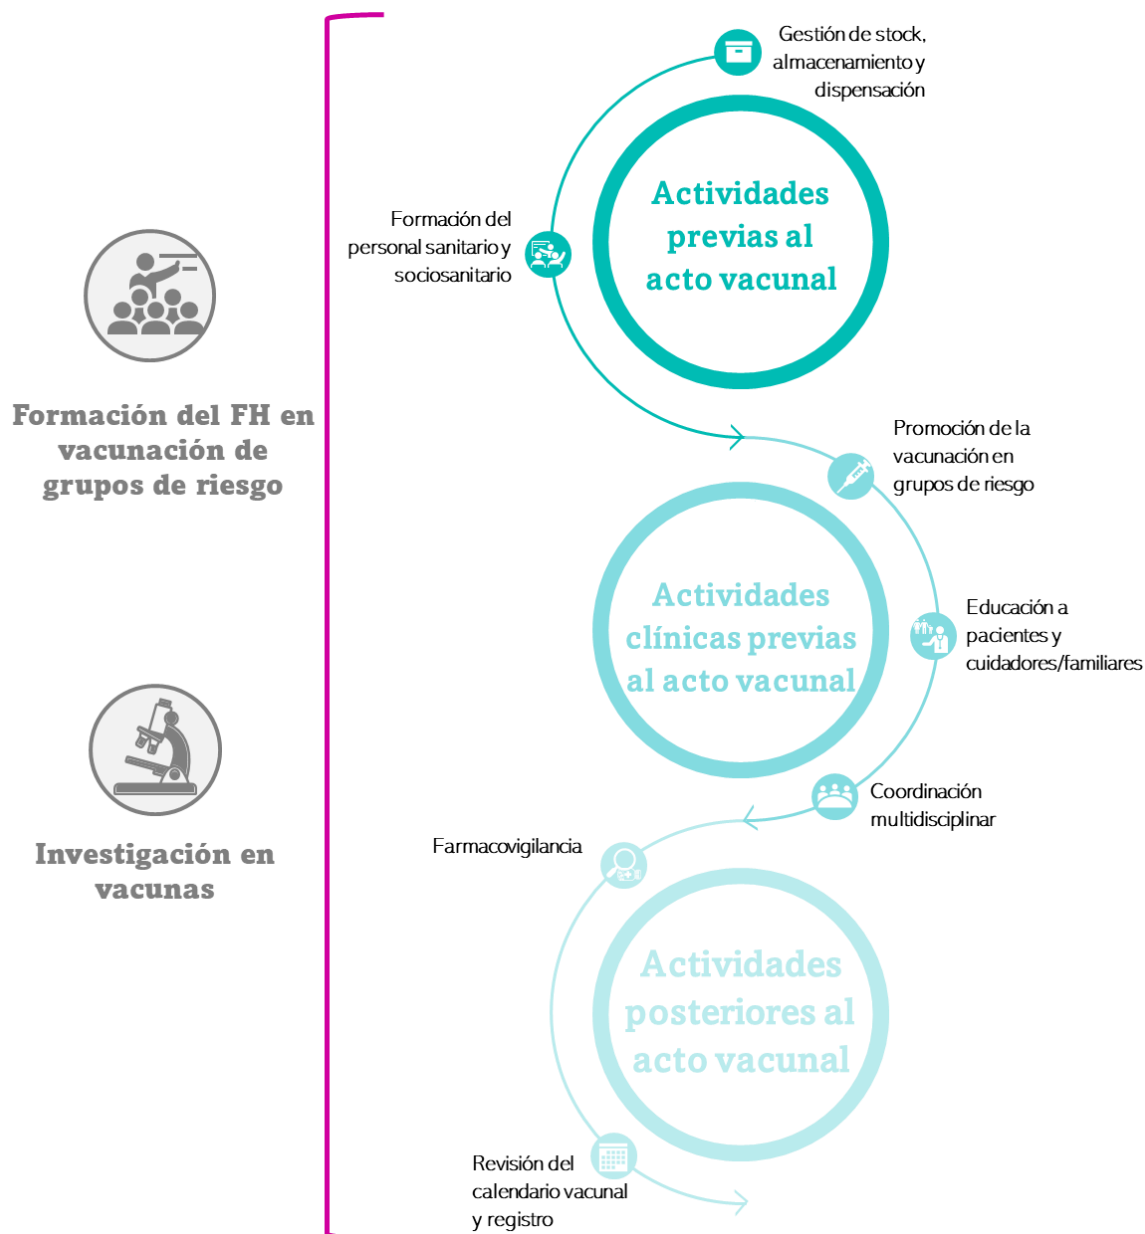 Formación del FH en
vacunación de
grupos de riesgo
Investigación en
vacunas
Gestión de stock,
almacenamiento y
dispensación
Actividades
previas al
acto vacunal
Formación del
personal sanitario y
sociosanitario
Promoción de la
vacunación en
grupos de riesgo
Actividades
clínicas previas
al acto vacunal
Educación a
pacientes y
cuidadores/familiares
Coordinación
multidisciplinar
Farmacovigilancia
Actividades
posteriores al
acto vacunal
Revisión del
calendario vacunal
y registro